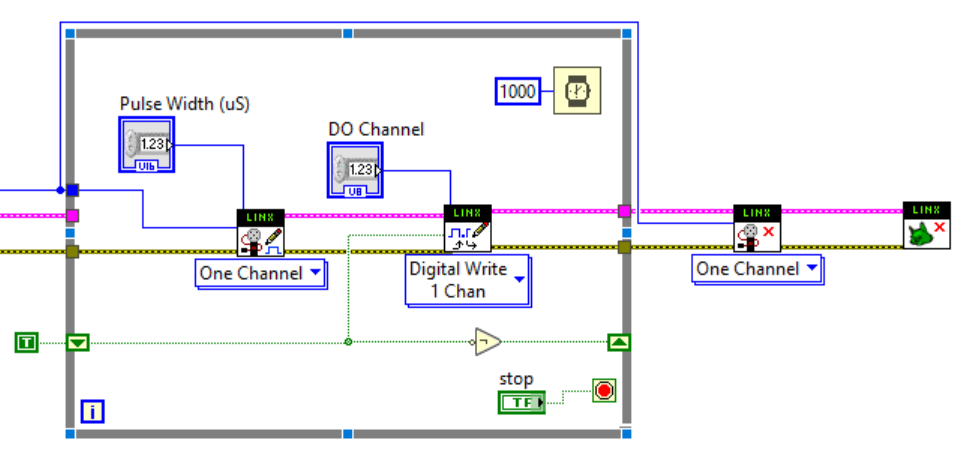 1000
Pulse Width (uS)
1.23
U16
DO Channel
1.23
U8
LINX
One Channel
LINX
Digital Write
1 Chan
LINX
One Channel
LINX
T
stop
TF
i